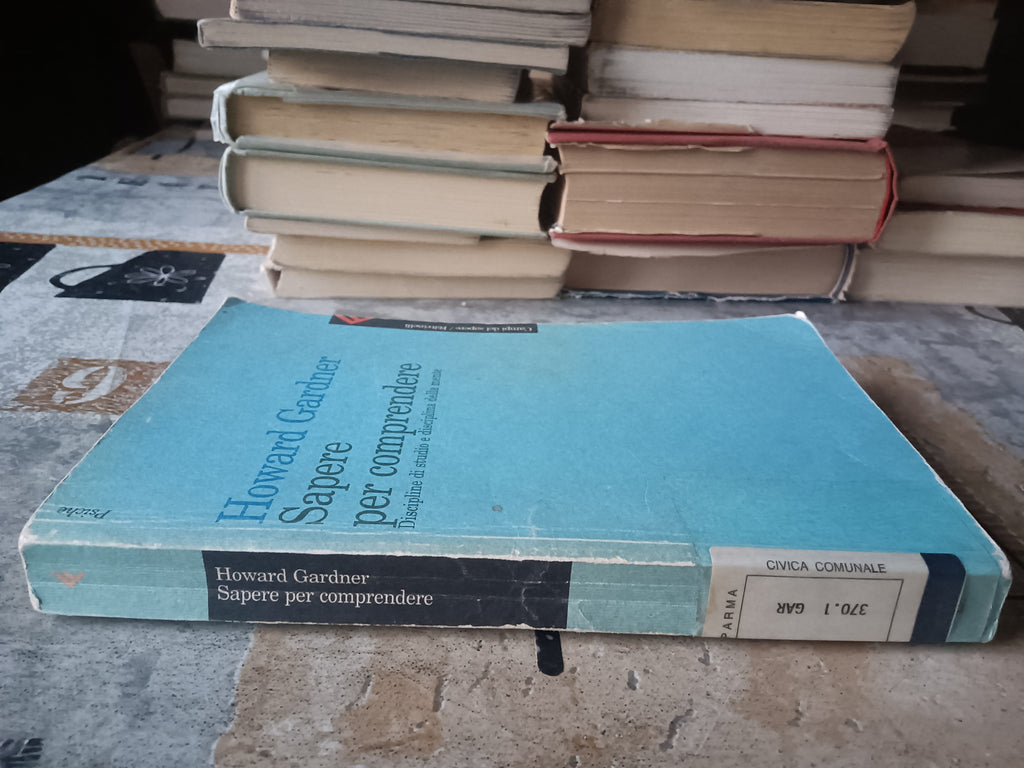 Campi del sapere / Feltrinelli
Howard Gardner
Sapere
per comprendere
Discipline di studio e disciplina della mente
Psiche
Howard Gardner
Sapere per comprendere
CIVICA COMUNALE
PARMA
370.1 GAR